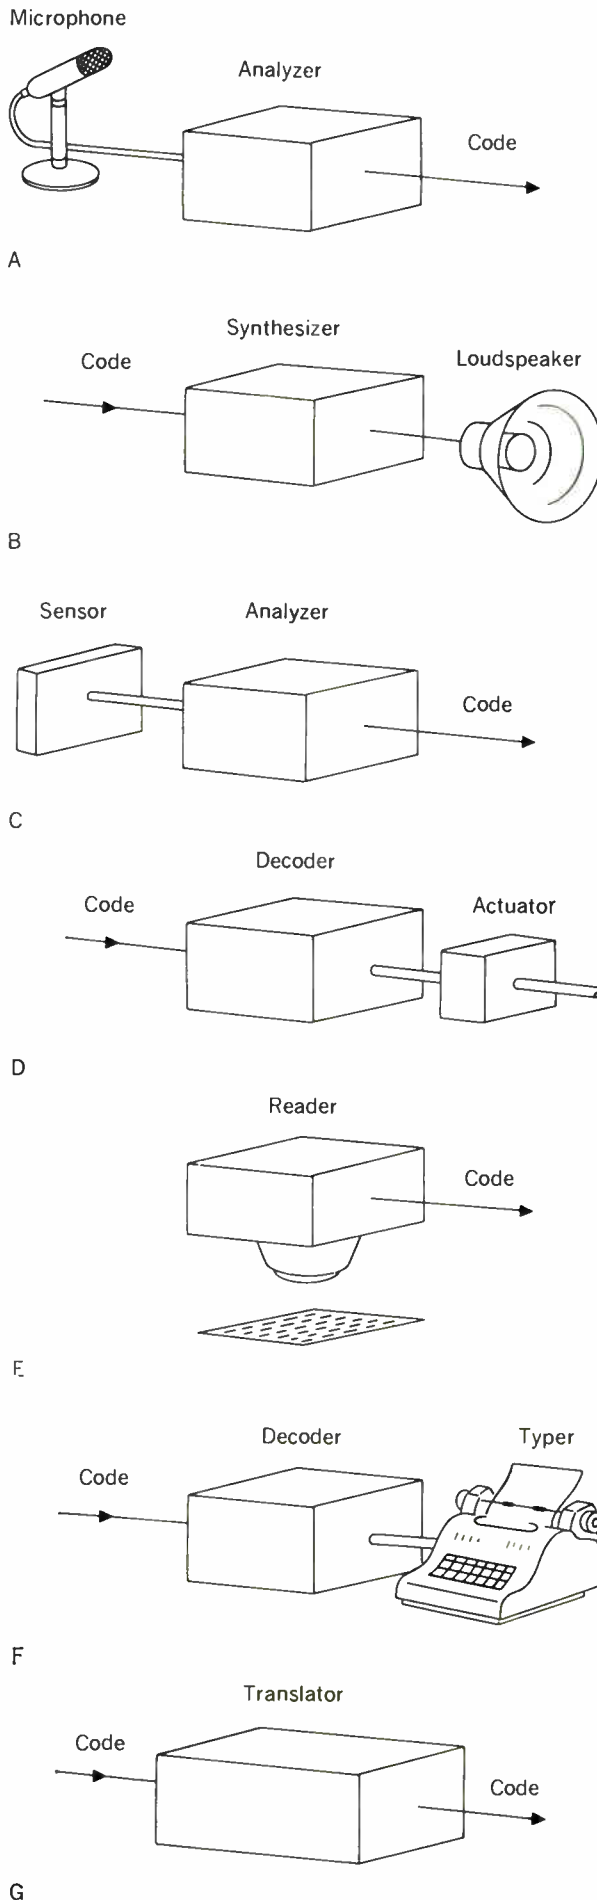 Microphone
Analyzer
Code
A
Synthesizer
Code
Loudspeaker
B
Sensor
Analyzer
Code
C
Decoder
Code
Actuator
D
Reader
Code
E
Decoder
Typer
Code
F
Translator
Code
Code
G